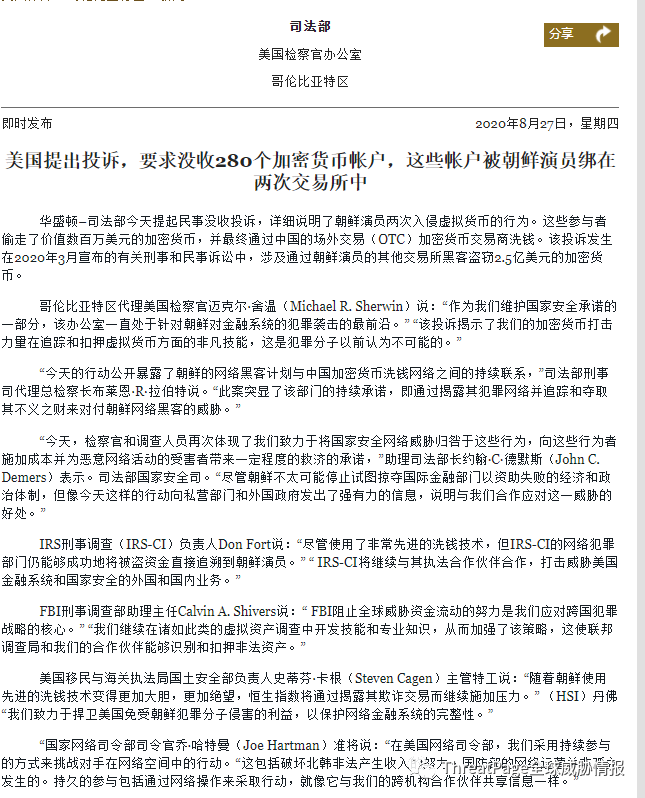 司法部
分享
美国检察官办公室
哥伦比亚特区
即时发布
2020年8月27日，星期四
美国提出投诉，要求没收280个加密货币帐户，这些帐户被朝鲜演员绑在
两次交易所中
华盛顿–司法部今天提起民事没收投诉，详细说明了朝鲜演员两次入侵虚拟货币的行为。这些参与者
偷走了价值数百万美元的加密货币，并最终通过中国的场外交易（OTC）加密货币交易商洗钱。该投诉发生
在2020年3月宣布的有关刑事和民事诉讼中，涉及通过朝鲜演员的其他交易所黑客盗窃2.5亿美元的加密货
币。
哥伦比亚特区代理美国检察官迈克尔·舍温（Michael R. Sherwin）说：“作为我们维护国家安全承诺的
一部分，该办公室一直处于针对朝鲜对金融系统的犯罪袭击的最前沿。” “该投诉揭示了我们的加密货币打击
力量在追踪和扣押虚拟货币方面的非凡技能，这是犯罪分子以前认为不可能的。”
“今天的行动公开暴露了朝鲜的网络黑客计划与中国加密货币洗钱网络之间的持续联系，”司法部刑事
司代理总检察长布莱恩·R·拉伯特说。“此案突显了该部门的持续承诺，即通过揭露其犯罪网络并追踪和夺取
其不义之财来对付朝鲜网络黑客的威胁。”
“今天，检察官和调查人员再次体现了我们致力于将国家安全网络威胁归咎于这些行为，向这些行为者
施加成本并为恶意网络活动的受害者带来一定程度的救济的承诺，”助理司法部长约翰·C·德默斯（John C.
Demers）表示。司法部国家安全司。“尽管朝鲜不太可能停止试图掠夺国际金融部门以资助失败的经济和政
治体制，但像今天这样的行动向私营部门和外国政府发出了强有力的信息，说明与我们合作应对这一威胁的
好处。”
IRS刑事调查（IRS-CI）负责人Don Fort说：“尽管使用了非常先进的洗钱技术，但IRS-CI的网络犯罪
部门仍能够成功地将被盗资金直接追溯到朝鲜演员。” “ IRS-CI将继续与其执法合作伙伴合作，打击威胁美国
金融系统和国家安全的外国和国内业务。”
FBI刑事调查部助理主任Calvin A. Shivers说：“ FBI阻止全球威胁资金流动的努力是我们应对跨国犯罪
战略的核心。” “我们继续在诸如此类的虚拟资产调查中开发技能和专业知识，从而加强了该策略，这使联邦
调查局和我们的合作伙伴能够识别和扣押非法资产。”
美国移民与海关执法局国土安全部负责人史蒂芬·卡根（Steven Cagen）主管特工说：“随着朝鲜使用
先进的洗钱技术变得更加大胆，更加绝望，恒生指数将通过揭露其欺诈交易而继续施加压力。” （HSI）丹佛
“我们致力于捍卫美国免受朝鲜犯罪分子侵害的利益，以保护网络金融系统的完整性。”
“国家网络司令部司令官乔·哈特曼（Joe Hartman）准将说：“在美国网络司令部，我们采用持续参与
的方式来挑战对手在网络空间中的行动。“这包括破坏北韩非法产生收入的努力。国防部的网络运营并非孤立
发生的。持久的参与包括通过网络操作来采取行动，就像它与我们的跨机构合作伙伴共享信息一样。”
ThreatPage全球威胁情报